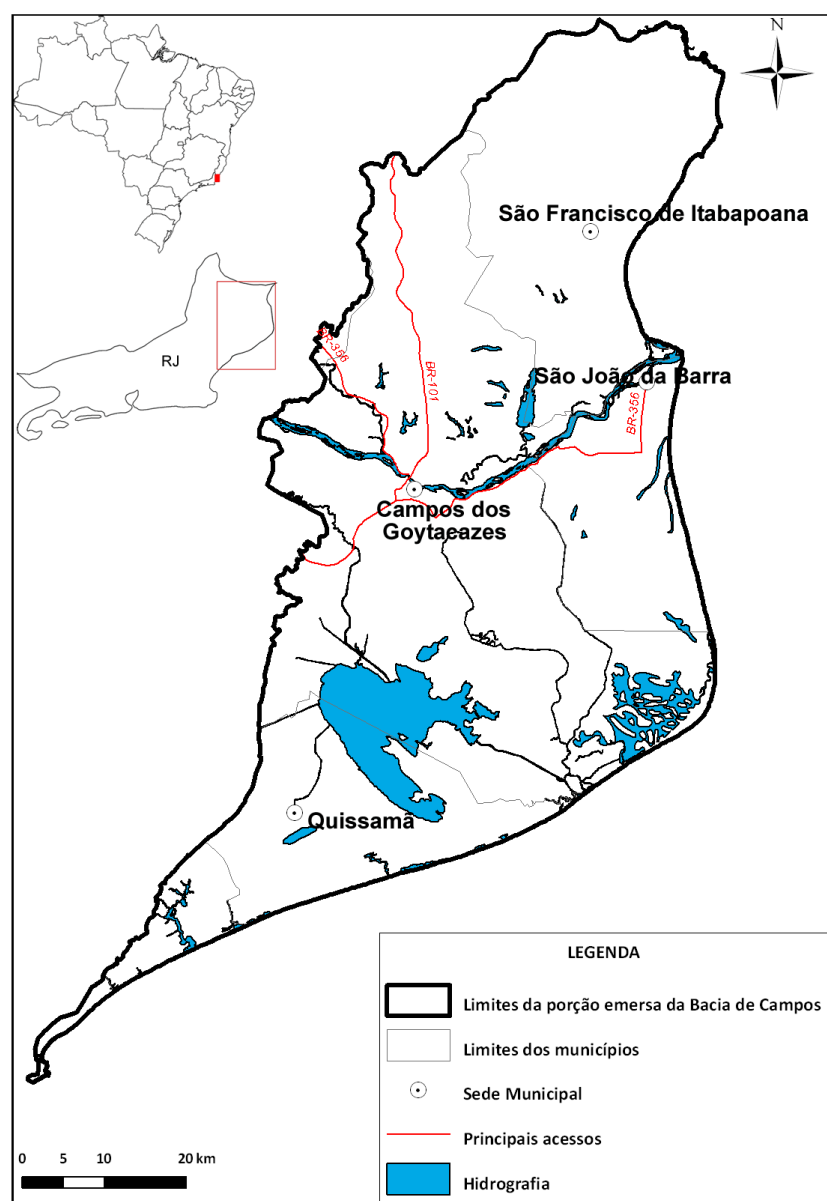 N
São Francisco de Itabapoana
RJ
BR-356
BR-101
São João da Barra
BR-356
Campos dos
Goytacazes
Quissamã
LEGENDA
Limites da porção emersa da Bacia de Campos
Limites dos municípios
Sede Municipal
Principais acessos
Hidrografia
0 5 10 20 km